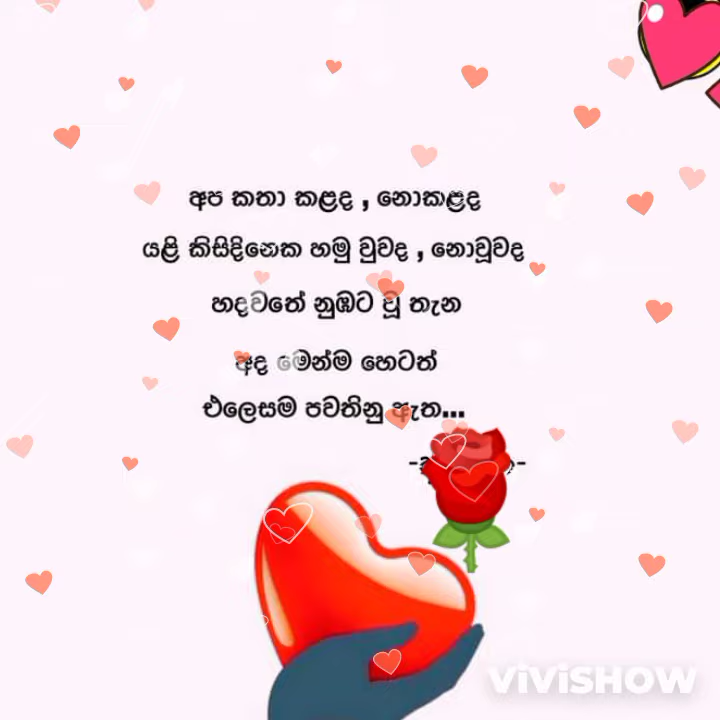 අප කතා කළද , නොකළද
යළි කිසිදිනෙක හමු වුවද , නොවූවද
හදවතේ නුඹට වූ තැන
අද මෙන්ම හෙටත්
එලෙසම පවතිනු ඇත...
ViViSHOW